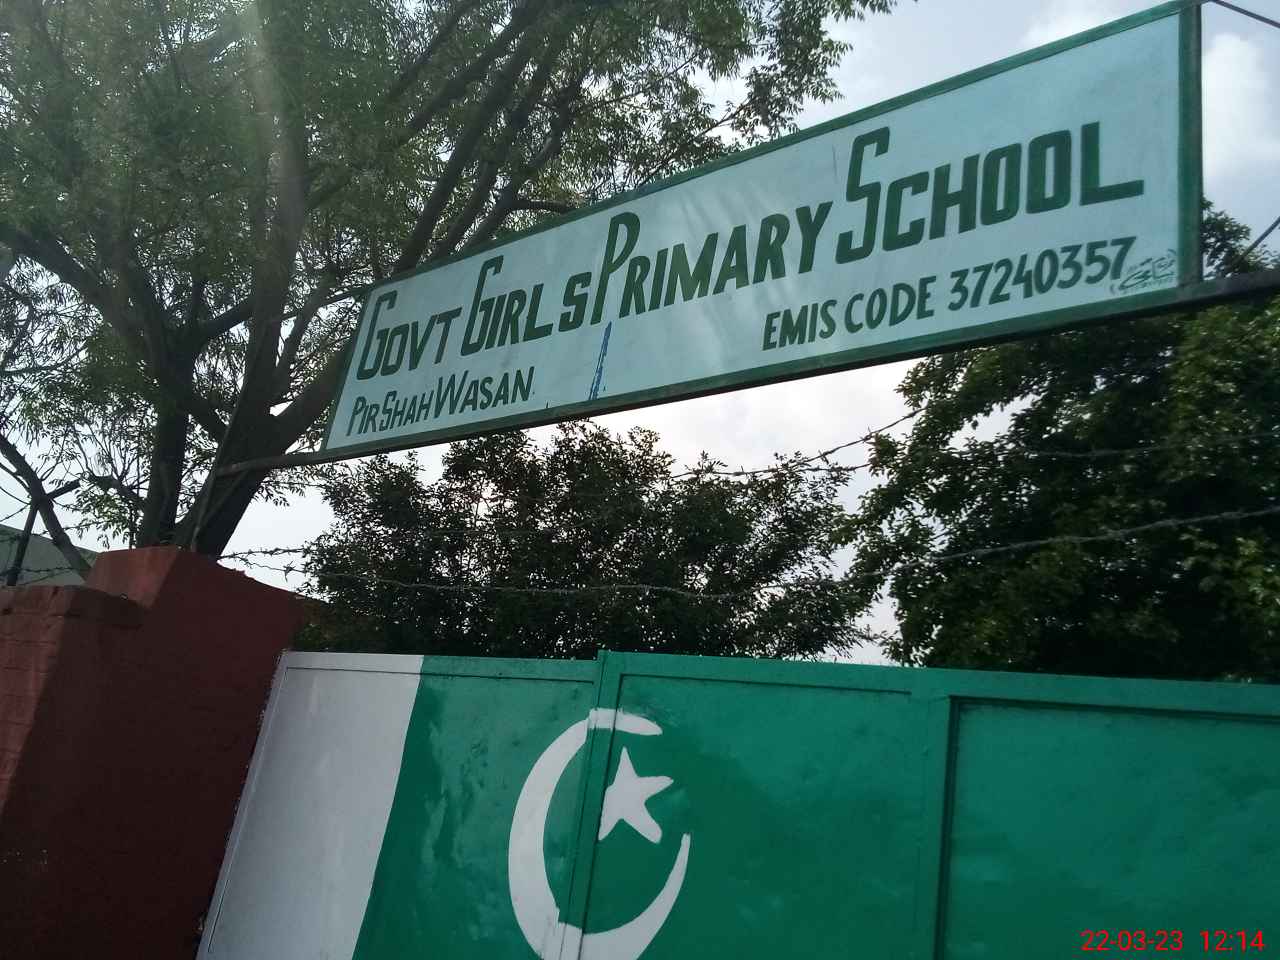 GOVT GIRLS PRIMARY SCHOOL
PIR SHAH WASAN
EMIS CODE 37240357
22-03-23 12:14